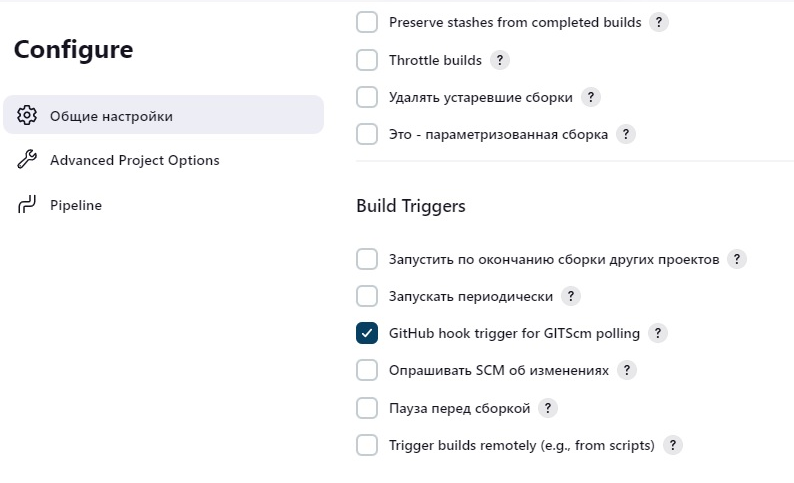 Configure
Общие настройки
Advanced Project Options
Pipeline
Preserve stashes from completed builds ?
Throttle builds ?
Удалять устаревшие сборки ?
Это - параметризованная сборка ?
Build Triggers
Запустить по окончанию сборки других проектов ?
Запускать периодически ?
GitHub hook trigger for GITScm polling ?
Опрашивать SCM об изменениях ?
Пауза перед сборкой ?
Trigger builds remotely (e.g., from scripts) ?